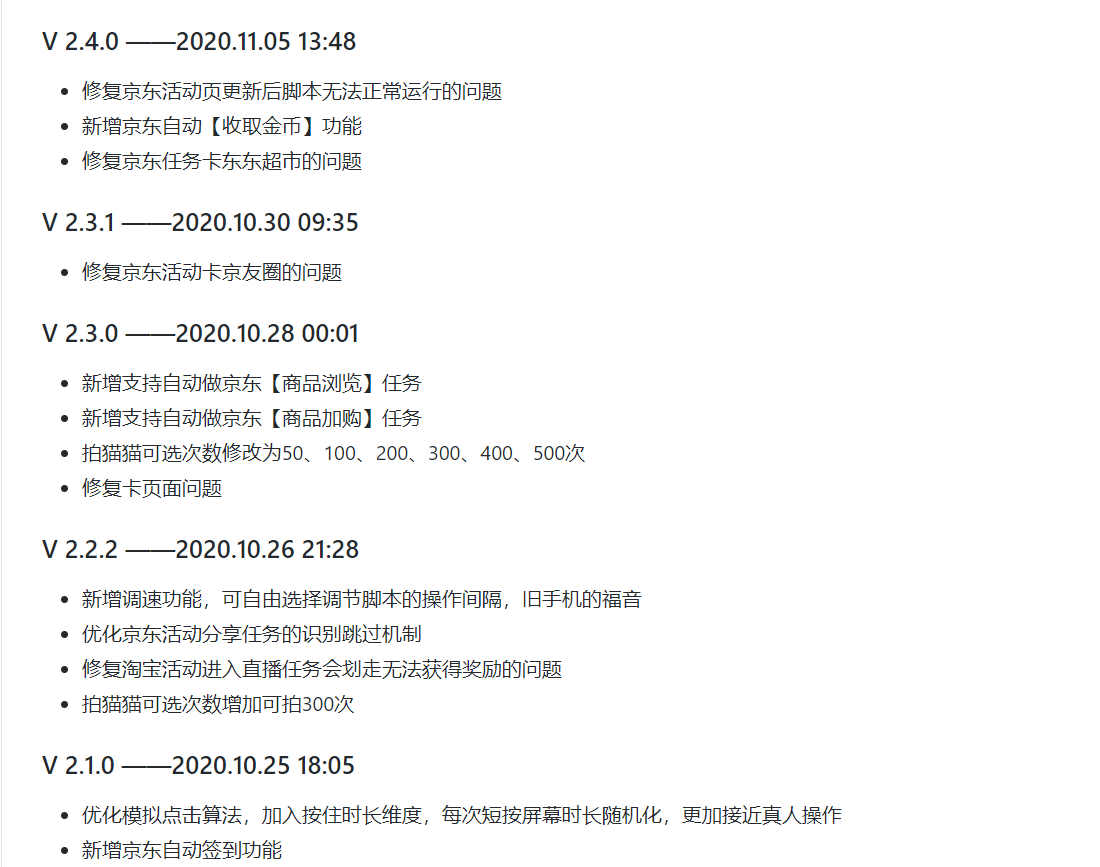 V 2.4.0 ——2020.11.05 13:48
修复京东活动页更新后脚本无法正常运行的问题
新增京东自动【收取金币】功能
修复京东任务卡东东超市的问题
V 2.3.1 ——2020.10.30 09:35
修复京东活动卡京友圈的问题
V 2.3.0 ——2020.10.28 00:01
新增支持自动做京东【商品浏览】任务
新增支持自动做京东【商品加购】任务
拍猫猫可选次数修改为50、100、200、300、400、500次
修复卡页面问题
V 2.2.2 ——2020.10.26 21:28
新增调速功能，可自由选择调节脚本的操作间隔，旧手机的福音
优化京东活动分享任务的识别跳过机制
修复淘宝活动进入直播任务会划走无法获得奖励的问题
拍猫猫可选次数增加可拍300次
V 2.1.0 ——2020.10.25 18:05
优化模拟点击算法，加入按住时长维度，每次短按屏幕时长随机化，更加接近真人操作
新增京东自动签到功能